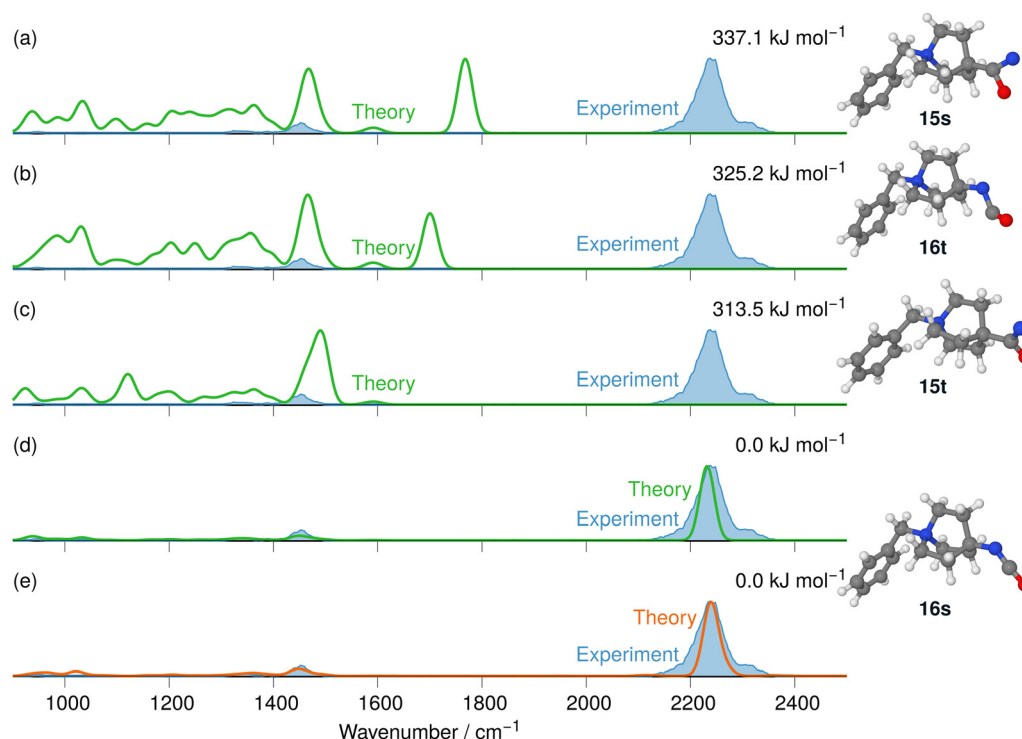 (a)
337.1 kJ mol⁻¹
Theory
Experiment
15s
(b)
325.2 kJ mol⁻¹
Theory
Experiment
16t
(c)
313.5 kJ mol⁻¹
Theory
Experiment
15t
(d)
0.0 kJ mol⁻¹
Theory
Experiment
(e)
0.0 kJ mol⁻¹
Theory
Experiment
16s
1000 1200 1400 1600 1800 2000 2200 2400
Wavenumber / cm⁻¹